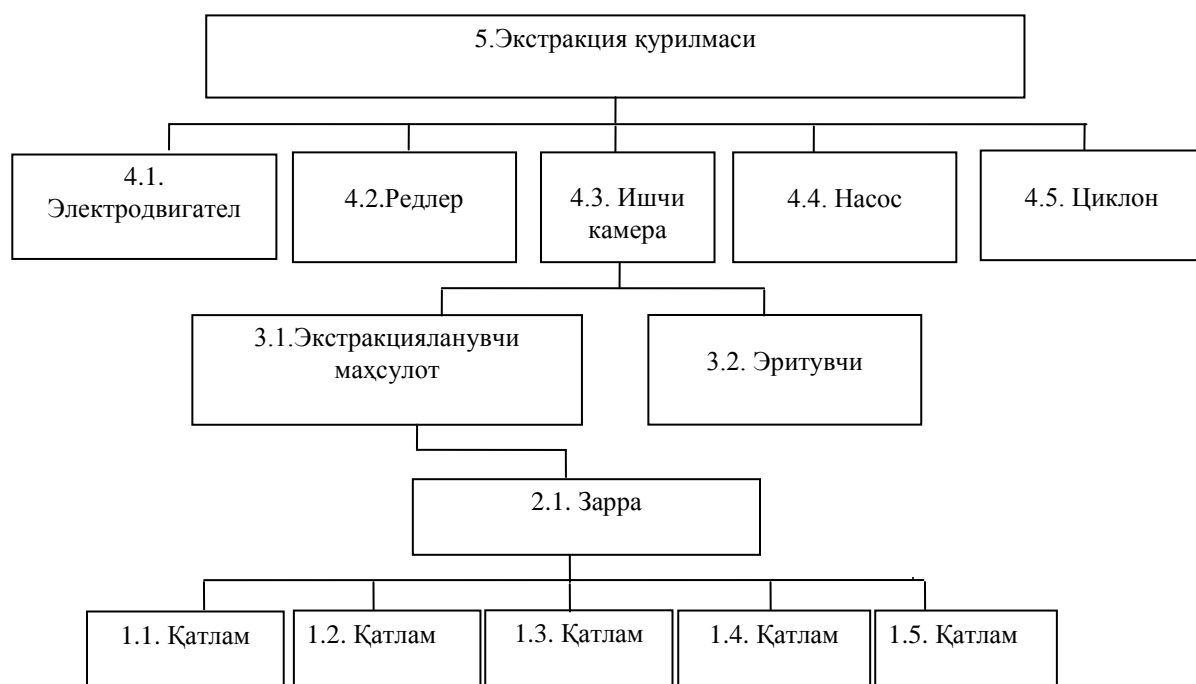 5.Экстракция қурилмаси
4.1.
Электродвигател
4.2.Редлер
4.3. Ишчи
камера
4.4. Насос
4.5. Циклон
3.1.Экстракцияланувчи
маҳсулот
3.2. Эритувчи
2.1. Зарра
1.1. Қатлам
1.2. Қатлам
1.3. Қатлам
1.4. Қатлам
1.5. Қатлам